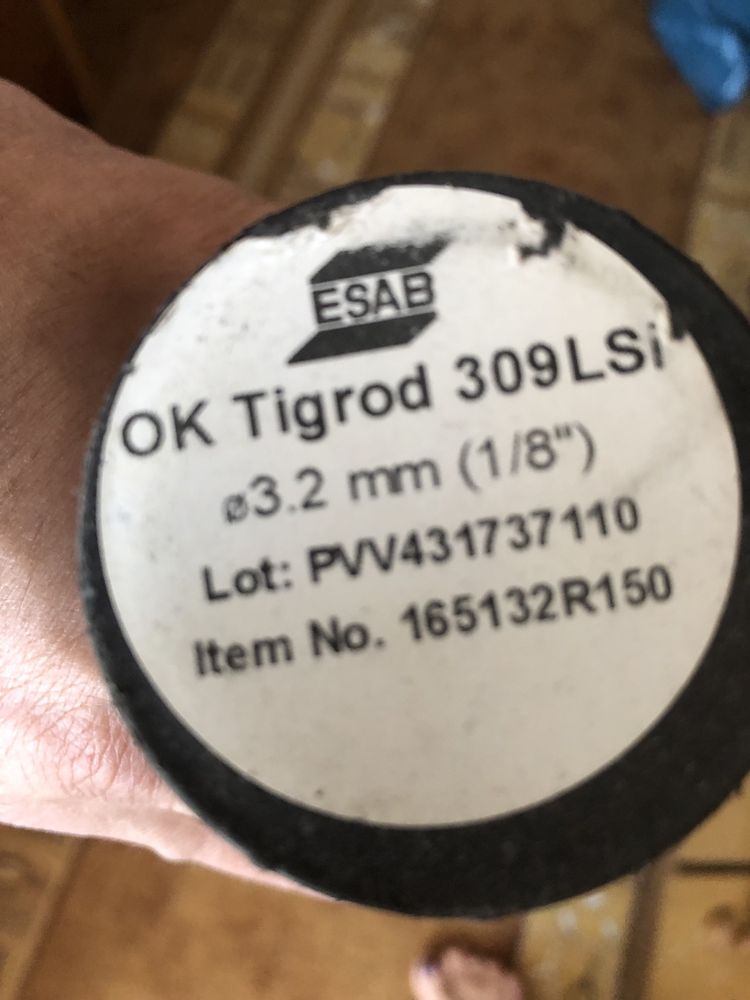 ESAB
OK Tigrod 309LSi
ø3.2 mm (1/8")
Lot: PVV431737110
Item No. 165132R150